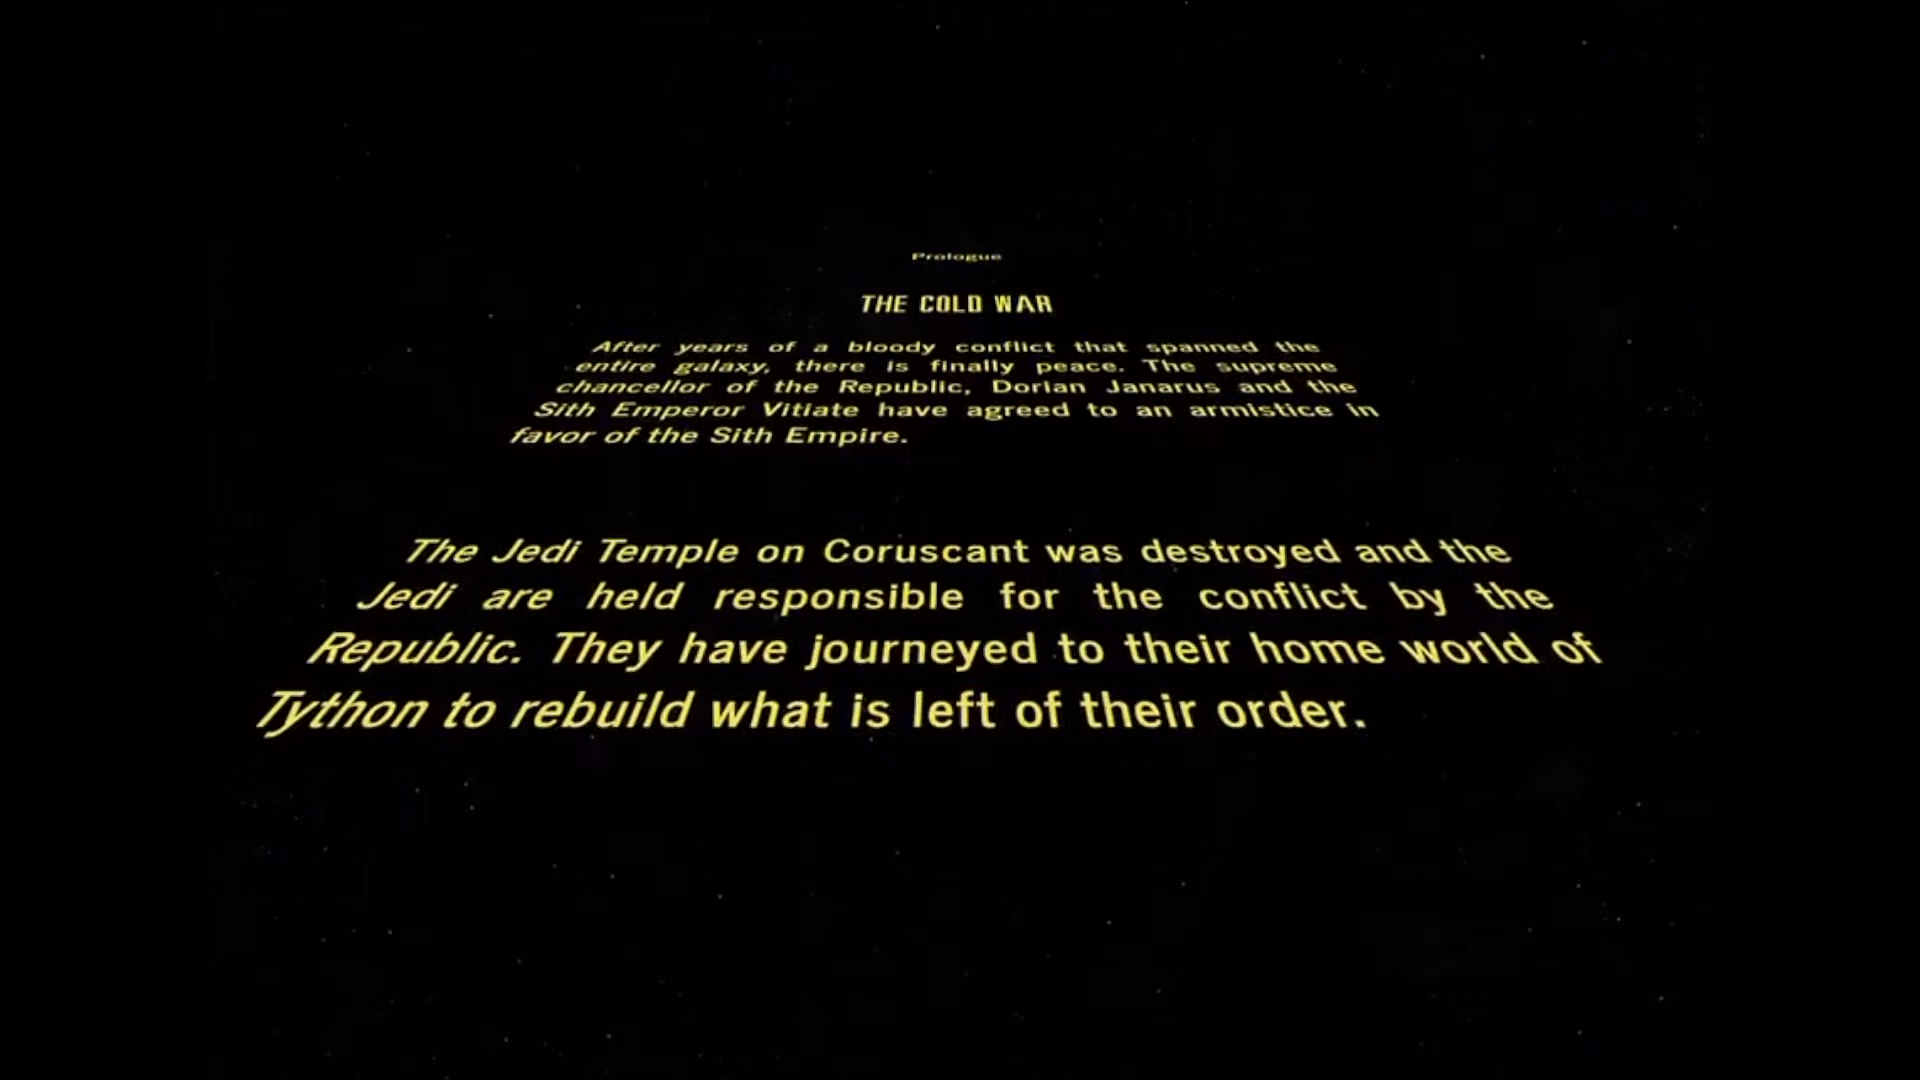 Prologue
THE COLD WAR
After years of a bloody conflict that spanned the
entire galaxy, there is finally peace. The supreme
chancellor of the Republic, Dorian Janarus and the
Sith Emperor Vitiate have agreed to an armistice in
favor of the Sith Empire.
The Jedi Temple on Coruscant was destroyed and the
Jedi are held responsible for the conflict by the
Republic. They have journeyed to their home world of
Tython to rebuild what is left of their order.